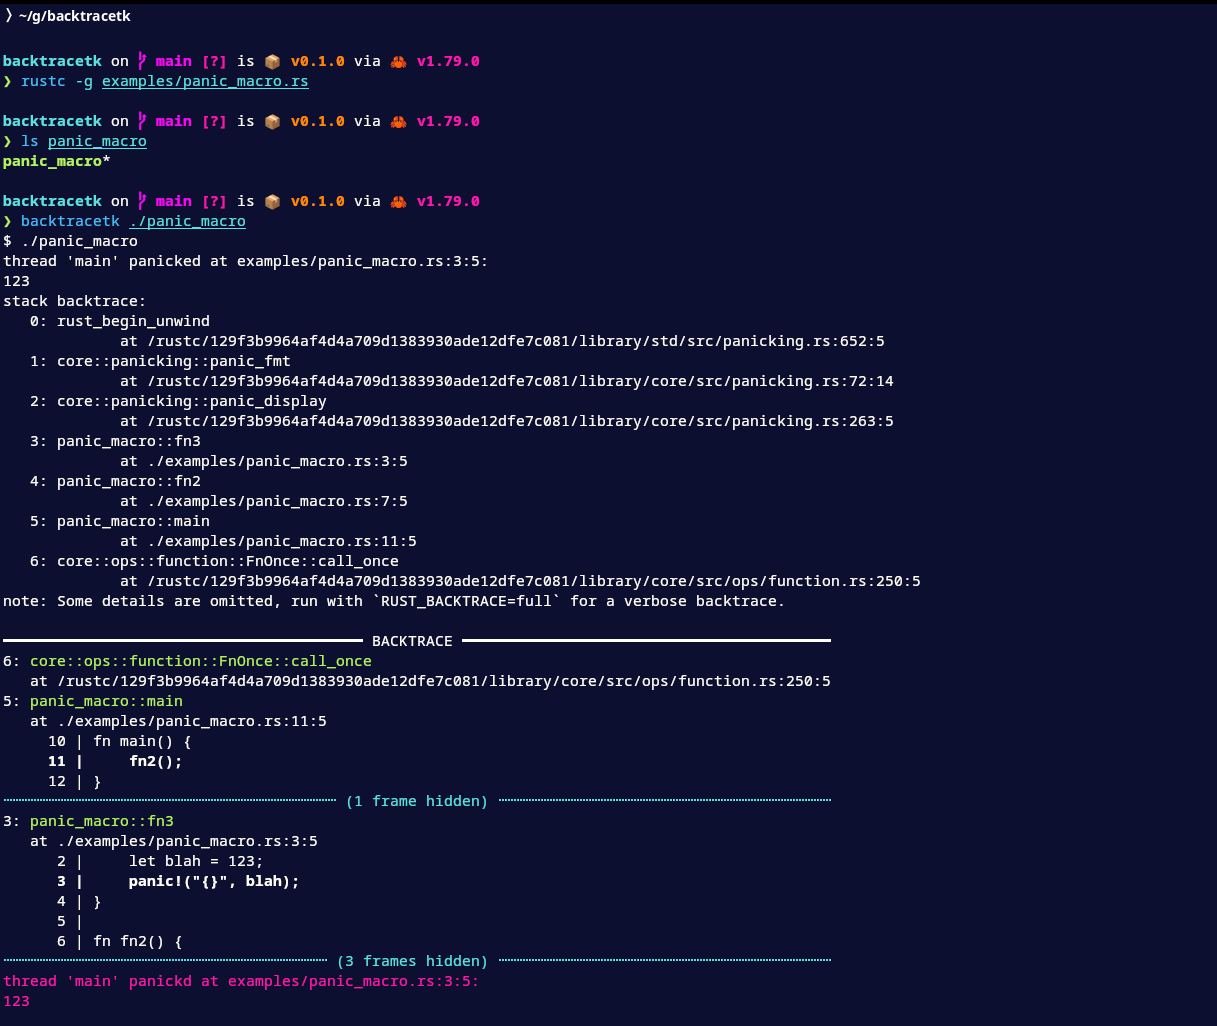 ❭ ~/g/backtracetk

backtracetk on  main [?] is 📦 v0.1.0 via 🦀 v1.79.0
❯ rustc -g examples/panic_macro.rs

backtracetk on  main [?] is 📦 v0.1.0 via 🦀 v1.79.0
❯ ls panic_macro
panic_macro*

backtracetk on  main [?] is 📦 v0.1.0 via 🦀 v1.79.0
❯ backtracetk ./panic_macro
$ ./panic_macro
thread 'main' panicked at examples/panic_macro.rs:3:5:
123
stack backtrace:
   0: rust_begin_unwind
             at /rustc/129f3b9964af4d4a709d1383930ade12dfe7c081/library/std/src/panicking.rs:652:5
   1: core::panicking::panic_fmt
             at /rustc/129f3b9964af4d4a709d1383930ade12dfe7c081/library/core/src/panicking.rs:72:14
   2: core::panicking::panic_display
             at /rustc/129f3b9964af4d4a709d1383930ade12dfe7c081/library/core/src/panicking.rs:263:5
   3: panic_macro::fn3
             at ./examples/panic_macro.rs:3:5
   4: panic_macro::fn2
             at ./examples/panic_macro.rs:7:5
   5: panic_macro::main
             at ./examples/panic_macro.rs:11:5
   6: core::ops::function::FnOnce::call_once
             at /rustc/129f3b9964af4d4a709d1383930ade12dfe7c081/library/core/src/ops/function.rs:250:5
note: Some details are omitted, run with `RUST_BACKTRACE=full` for a verbose backtrace.

BACKTRACE
6: core::ops::function::FnOnce::call_once
   at /rustc/129f3b9964af4d4a709d1383930ade12dfe7c081/library/core/src/ops/function.rs:250:5
5: panic_macro::main
   at ./examples/panic_macro.rs:11:5
     10 | fn main() {
     11 |     fn2();
     12 | }
(1 frame hidden)
3: panic_macro::fn3
   at ./examples/panic_macro.rs:3:5
      2 |     let blah = 123;
      3 |     panic!("{}", blah);
      4 | }
      5 |
      6 | fn fn2() {
(3 frames hidden)
thread 'main' panickd at examples/panic_macro.rs:3:5:
123